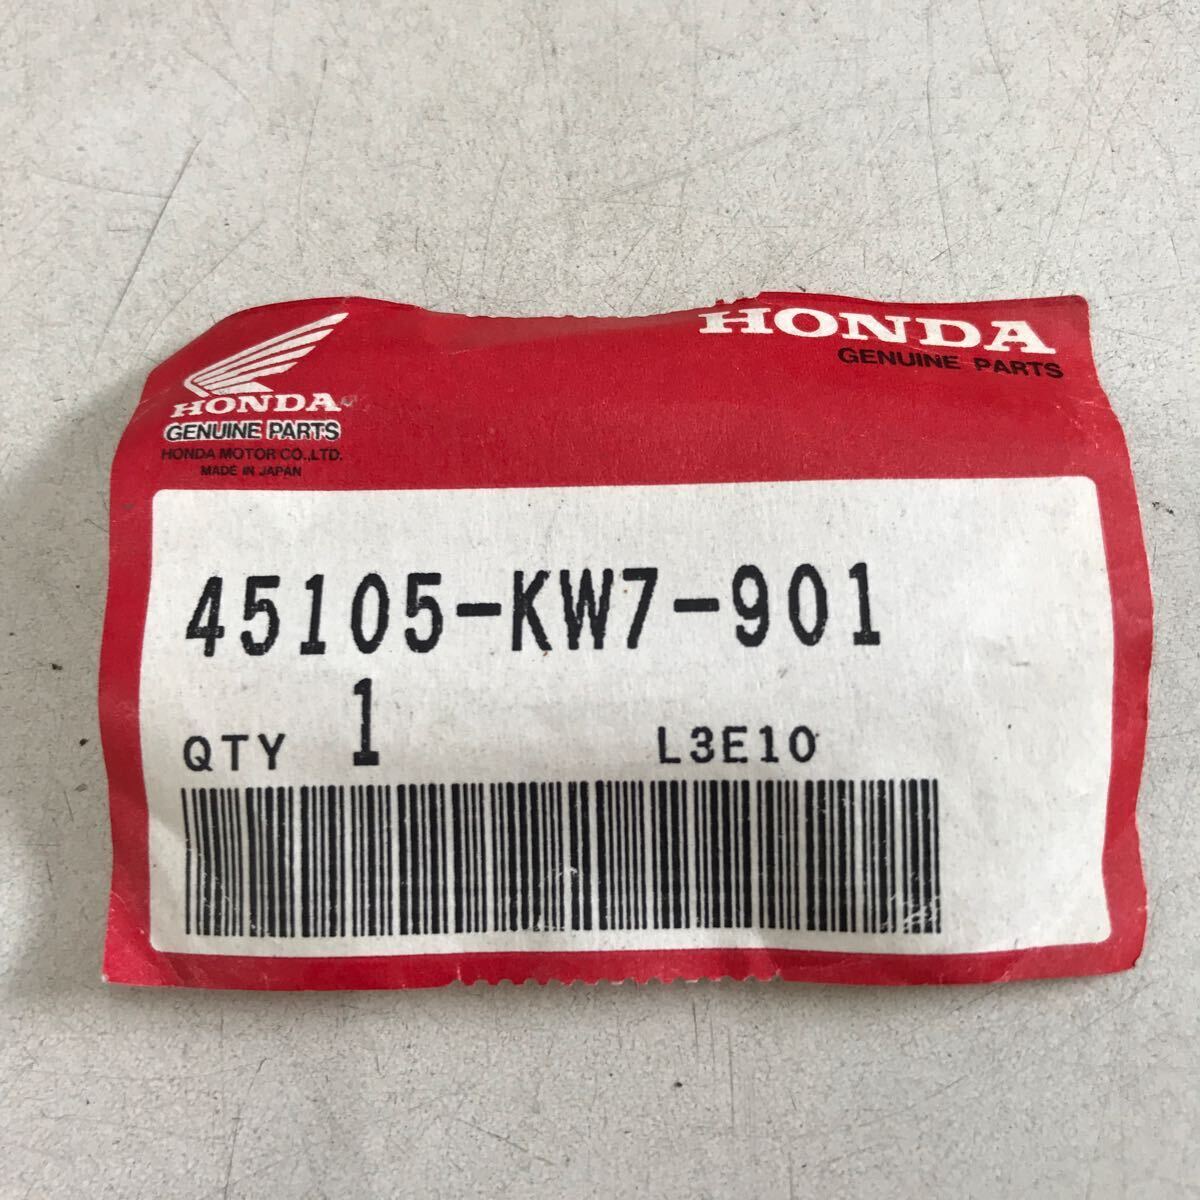 HONDA
GENUINE PARTS
HONDA
GENUINE PARTS
HONDA MOTOR CO.,LTD.
MADE IN JAPAN
45105-KW7-901
QTY 1 L3E10